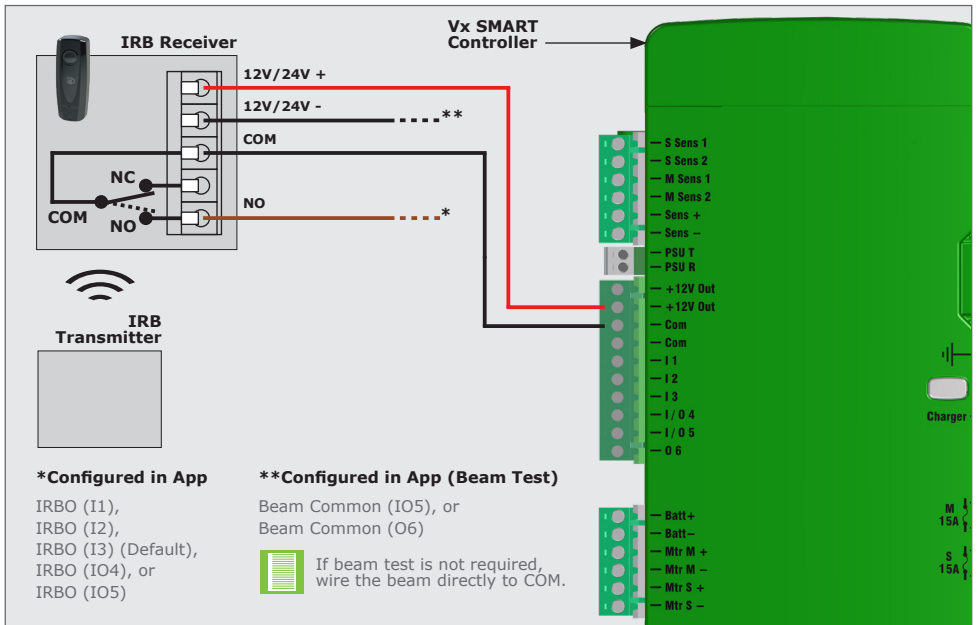 Vx SMART
Controller
IRB Receiver
12V/24V +
12V/24V -
**
COM
NC
COM
NO
NO
*
IRB
Transmitter
S Sens 1
S Sens 2
M Sens 1
M Sens 2
Sens +
Sens –
PSU T
PSU R
+12V Out
+12V Out
Com
Com
I 1
I 2
I 3
I / O 4
I / O 5
O 6
Charger
Batt+
Batt–
Mtr M +
Mtr M –
Mtr S +
Mtr S –
M
15A
S
15A
*Configured in App
IRBO (I1),
IRBO (I2),
IRBO (I3) (Default),
IRBO (IO4), or
IRBO (IO5)
**Configured in App (Beam Test)
Beam Common (IO5), or
Beam Common (O6)
If beam test is not required,
wire the beam directly to COM.